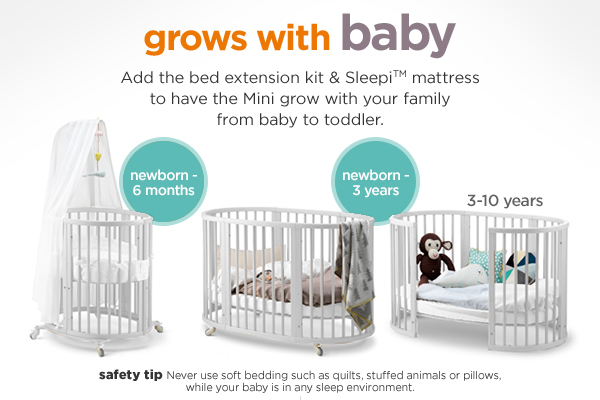 grows with baby
Add the bed extension kit & Sleepi™ mattress
to have the Mini grow with your family
from baby to toddler.
newborn -
6 months
newborn -
3 years
3-10 years
safety tip Never use soft bedding such as quilts, stuffed animals or pillows,
while your baby is in any sleep environment.